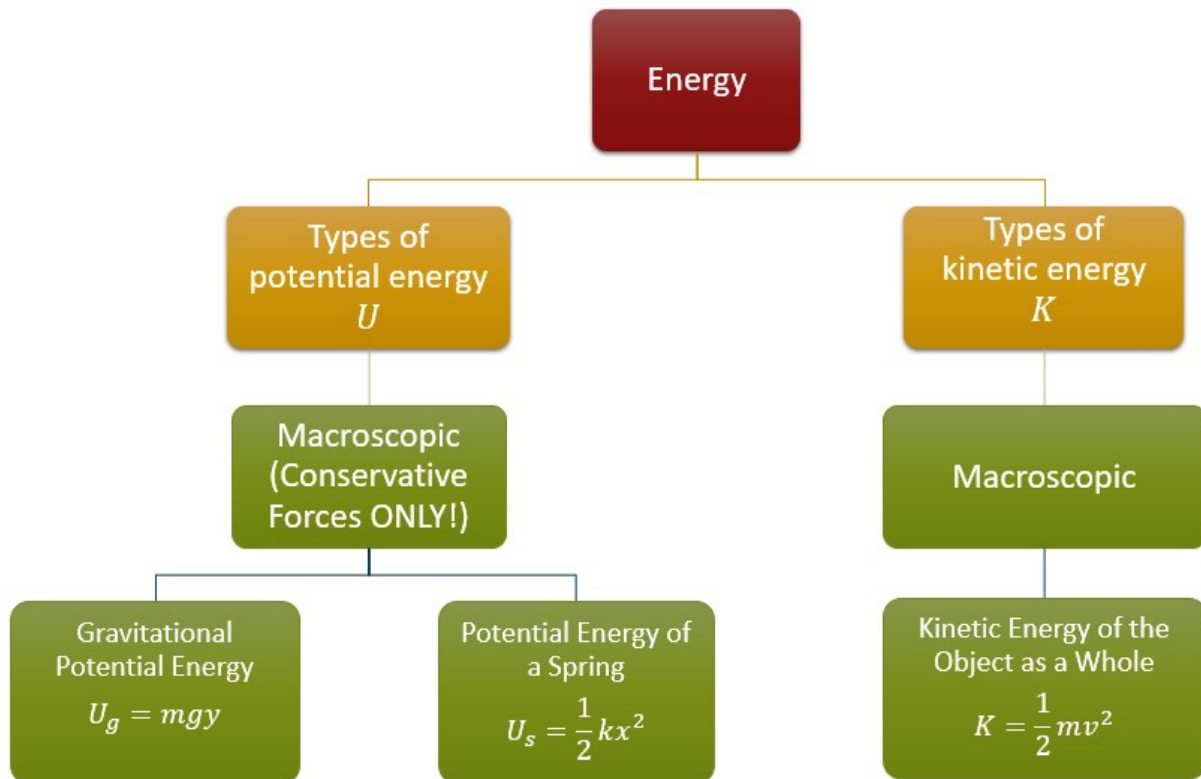 Energy
Types of
potential energy
U
Types of
kinetic energy
K
Macroscopic
(Conservative
Forces ONLY!)
Macroscopic
Gravitational
Potential Energy
U_g = mgy
Potential Energy of
a Spring
U_s = \frac{1}{2} kx^2
Kinetic Energy of the
Object as a Whole
K = \frac{1}{2} mv^2